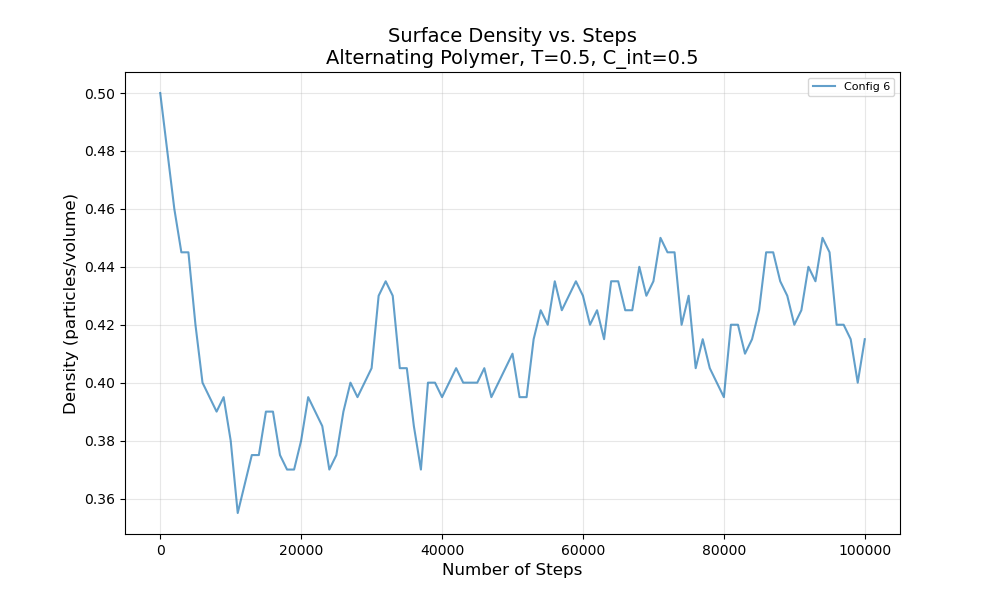 Surface Density vs. Steps
Alternating Polymer, T=0.5, C_int=0.5
Config 6
Density (particles/volume)
0.50
0.48
0.46
0.44
0.42
0.40
0.38
0.36
0 20000 40000 60000 80000 100000
Number of Steps